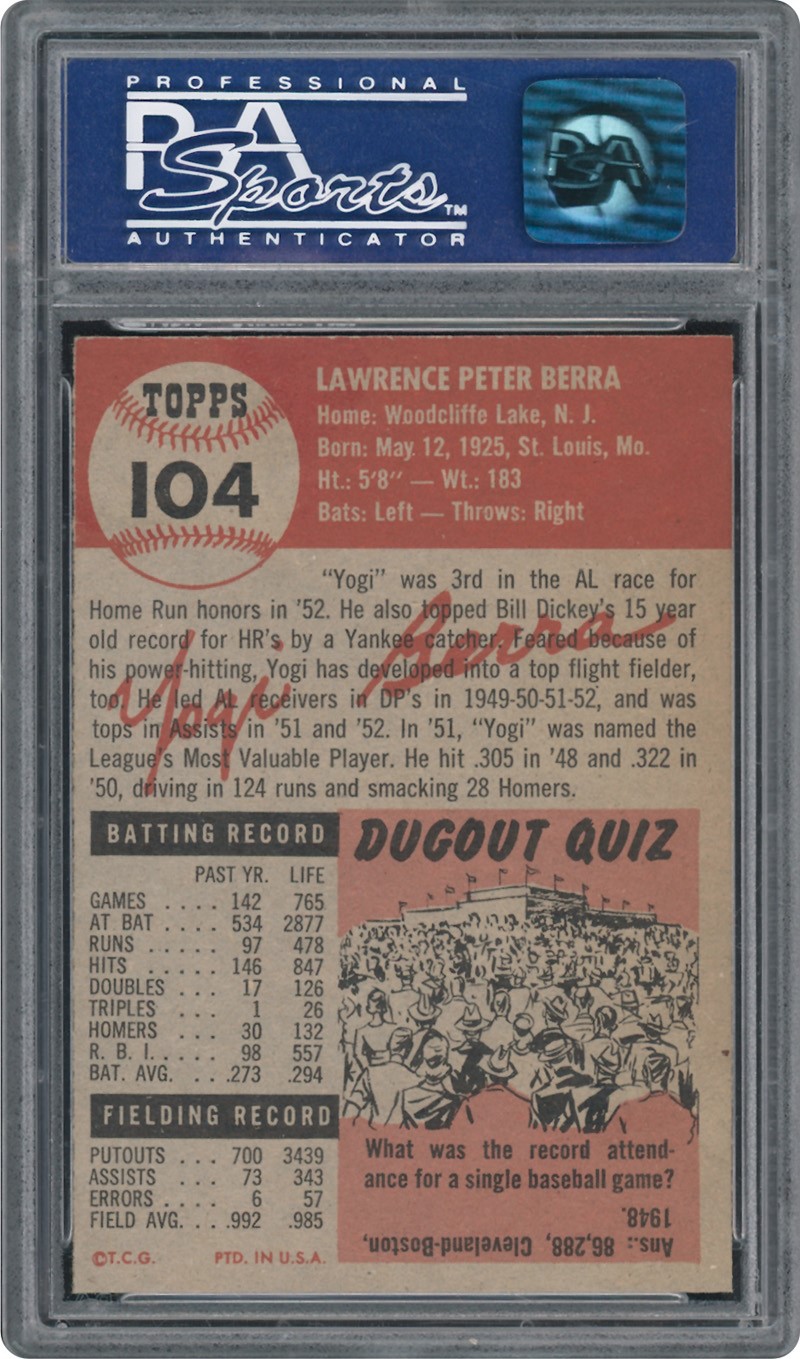 PROFESSIONAL
PSA
Sports™
AUTHENTICATOR
PSA
TOPPS
104
LAWRENCE PETER BERRA
Home: Woodcliffe Lake, N. J.
Born: May 12, 1925, St. Louis, Mo.
Ht.: 5'8" — Wt.: 183
Bats: Left — Throws: Right
"Yogi" was 3rd in the AL race for
Home Run honors in '52. He also topped Bill Dickey's 15 year
old record for HR's by a Yankee catcher. Feared because of
his power-hitting, Yogi has developed into a top flight fielder,
too. He led AL receivers in DP's in 1949-50-51-52, and was
tops in Assists in '51 and '52. In '51, "Yogi" was named the
League's Most Valuable Player. He hit .305 in '48 and .322 in
'50, driving in 124 runs and smacking 28 Homers.
Yogi Berra
BATTING RECORD
PAST YR. LIFE
GAMES . . . . 142 765
AT BAT . . . . 534 2877
RUNS . . . . . 97 478
HITS . . . . . 146 847
DOUBLES . . . 17 126
TRIPLES . . . 1 26
HOMERS . . . 30 132
R. B. I. . . . . 98 557
BAT. AVG. . . .273 .294
FIELDING RECORD
PUTOUTS . . . 700 3439
ASSISTS . . . 73 343
ERRORS . . . . 6 57
FIELD AVG. . . .992 .985
©T.C.G. PTD. IN U.S.A.
DUGOUT QUIZ
What was the record attend-
ance for a single baseball game?
Ans.: 86,288, Cleveland-Boston,
1948.